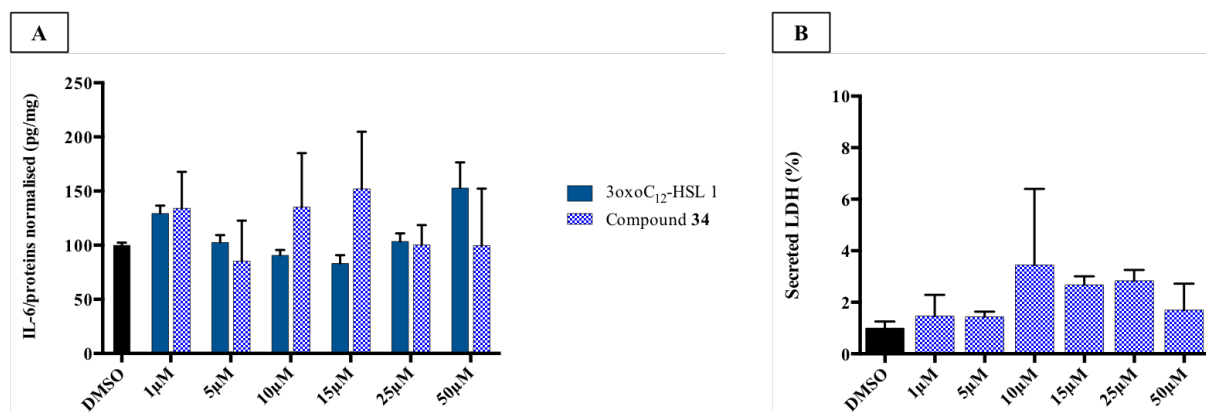 A
IL-6/proteins normalised (pg/mg)
250
200
150
100
50
0
DMSO
1µM
5µM
10µM
15µM
25µM
50µM
3oxoC₁₂-HSL 1
Compound 34
B
Secreted LDH (%)
10
8
6
4
2
0
DMSO
1µM
5µM
10µM
15µM
25µM
50µM